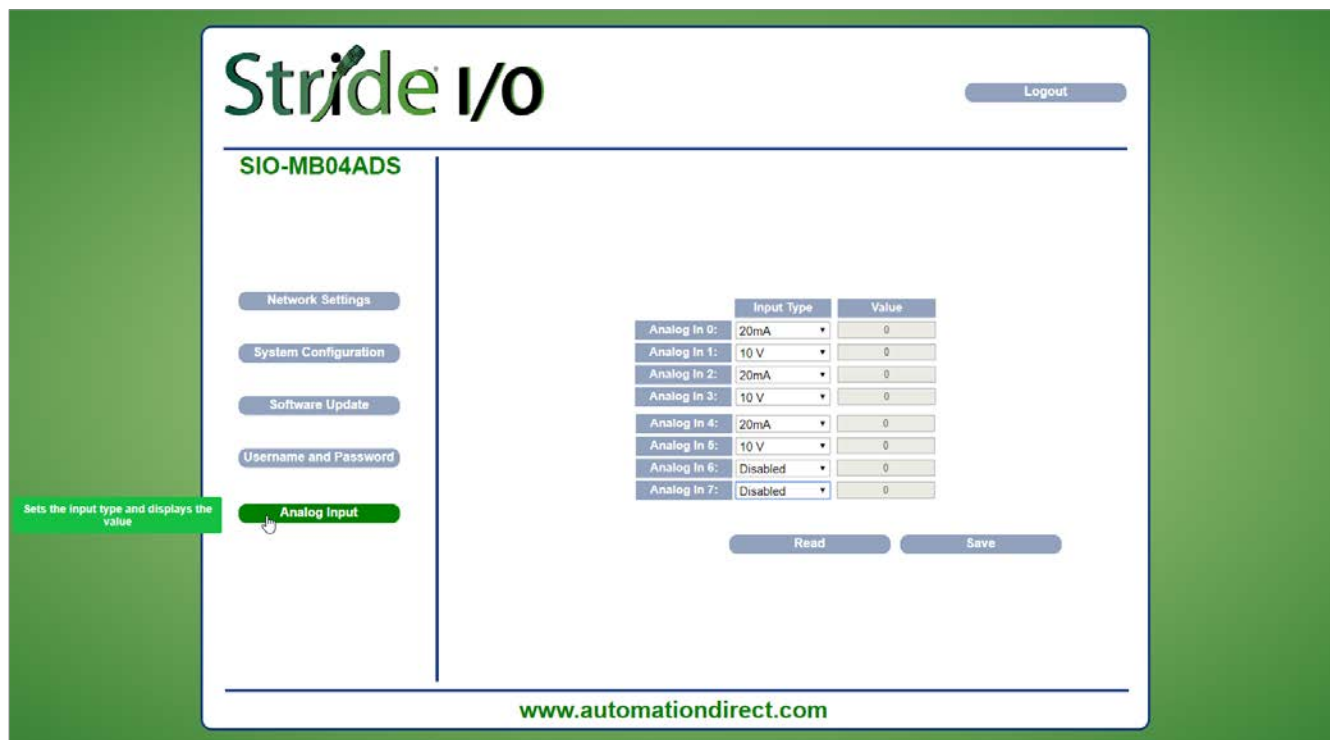 Stride I/O
Logout
SIO-MB04ADS
Network Settings
System Configuration
Software Update
Username and Password
Analog Input
Sets the input type and displays the
value
Input Type Value
Analog In 0: 20mA 0
Analog In 1: 10 V 0
Analog In 2: 20mA 0
Analog In 3: 10 V 0
Analog In 4: 20mA 0
Analog In 5: 10 V 0
Analog In 6: Disabled 0
Analog In 7: Disabled 0
Read Save
www.automationdirect.com